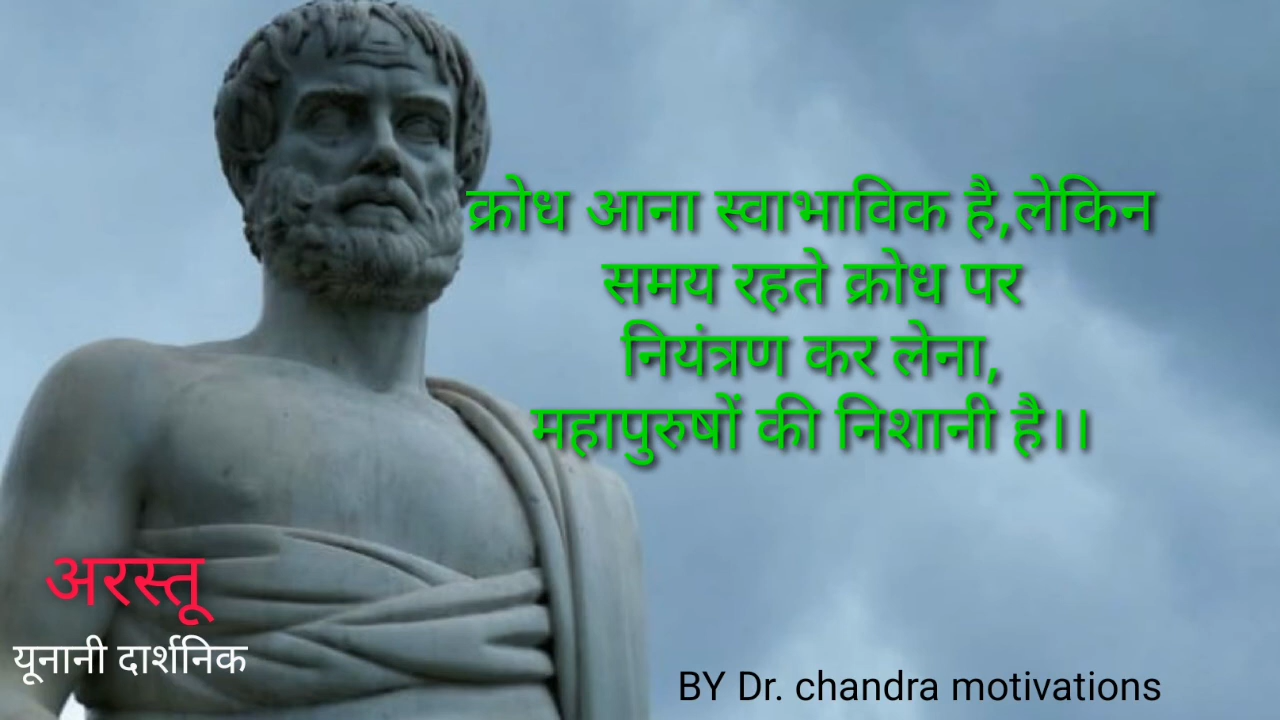 क्रोध आना स्वाभाविक है,लेकिन
समय रहते क्रोध पर
नियंत्रण कर लेना,
महापुरुषों की निशानी है।।
अरस्तू
यूनानी दार्शनिक
BY Dr. chandra motivations